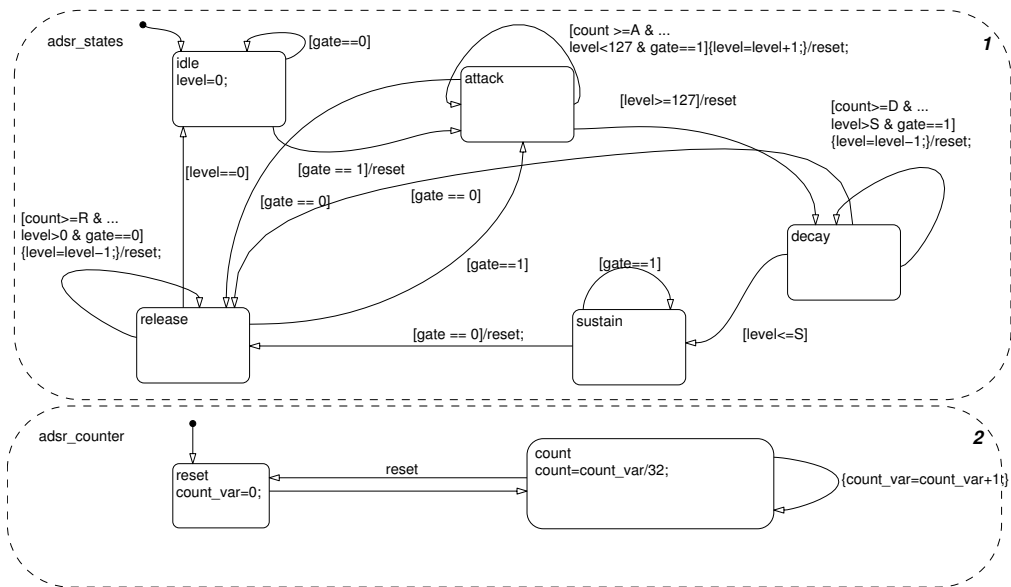 adsr_states
1
[gate==0]
idle
level=0;
[count >=A & ...
level<127 & gate==1]{level=level+1;}/reset;
attack
[level>=127]/reset
[count>=D & ...
level>S & gate==1]
{level=level−1;}/reset;
[level==0]
[gate == 1]/reset
[gate == 0]
[gate == 0]
[count>=R & ...
level>0 & gate==0]
{level=level−1;}/reset;
decay
[gate==1]
[gate==1]
release
sustain
[gate == 0]/reset;
[level<=S]
adsr_counter
2
reset
count_var=0;
reset
count
count=count_var/32;
{count_var=count_var+1;}